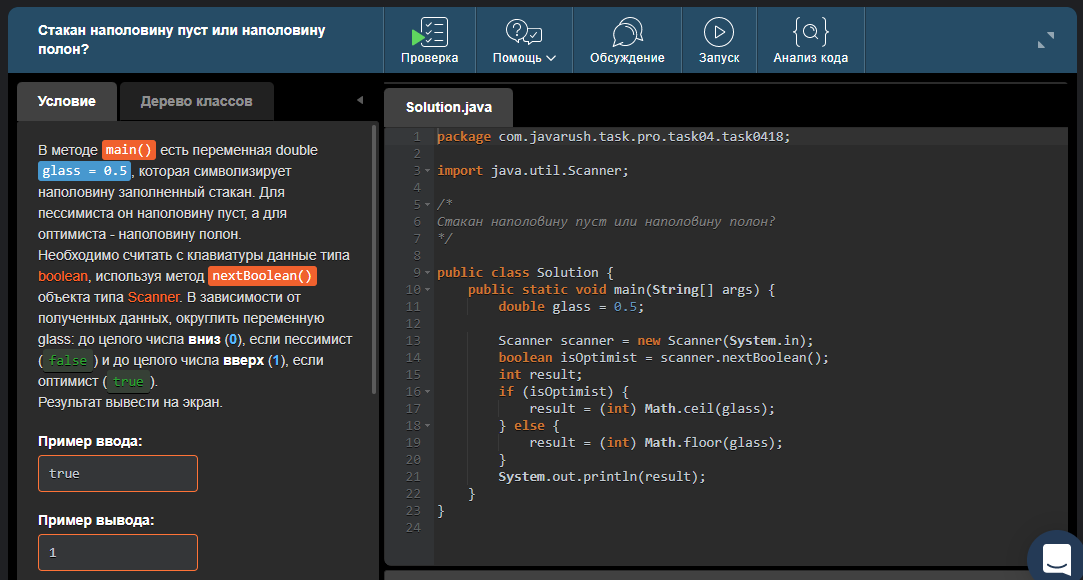 Стакан наполовину пуст или наполовину
полон?
Проверка
Помощь
Обсуждение
Запуск
Анализ кода
Условие
Дерево классов
В методе main() есть переменная double
glass = 0.5, которая символизирует
наполовину заполненный стакан. Для
пессимиста он наполовину пуст, а для
оптимиста - наполовину полон.
Необходимо считать с клавиатуры данные типа
boolean, используя метод nextBoolean()
объекта типа Scanner. В зависимости от
полученных данных, округлить переменную
glass: до целого числа вниз (0), если пессимист
(false) и до целого числа вверх (1), если
оптимист (true).
Результат вывести на экран.
Пример ввода:
true
Пример вывода:
1
Solution.java
1 package com.javarush.task.pro.task04.task0418;
2
3 import java.util.Scanner;
4
5 /*
6 Стакан наполовину пуст или наполовину полон?
7 */
8
9 public class Solution {
10 public static void main(String[] args) {
11 double glass = 0.5;
12
13 Scanner scanner = new Scanner(System.in);
14 boolean isOptimist = scanner.nextBoolean();
15 int result;
16 if (isOptimist) {
17 result = (int) Math.ceil(glass);
18 } else {
19 result = (int) Math.floor(glass);
20 }
21 System.out.println(result);
22 }
23 }
24